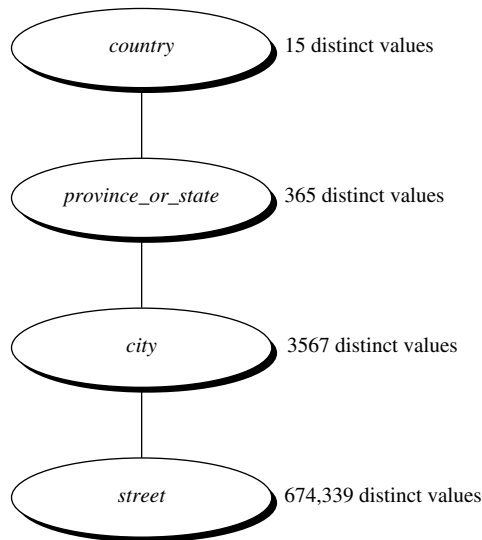 country 15 distinct values
province_or_state 365 distinct values
city 3567 distinct values
street 674,339 distinct values